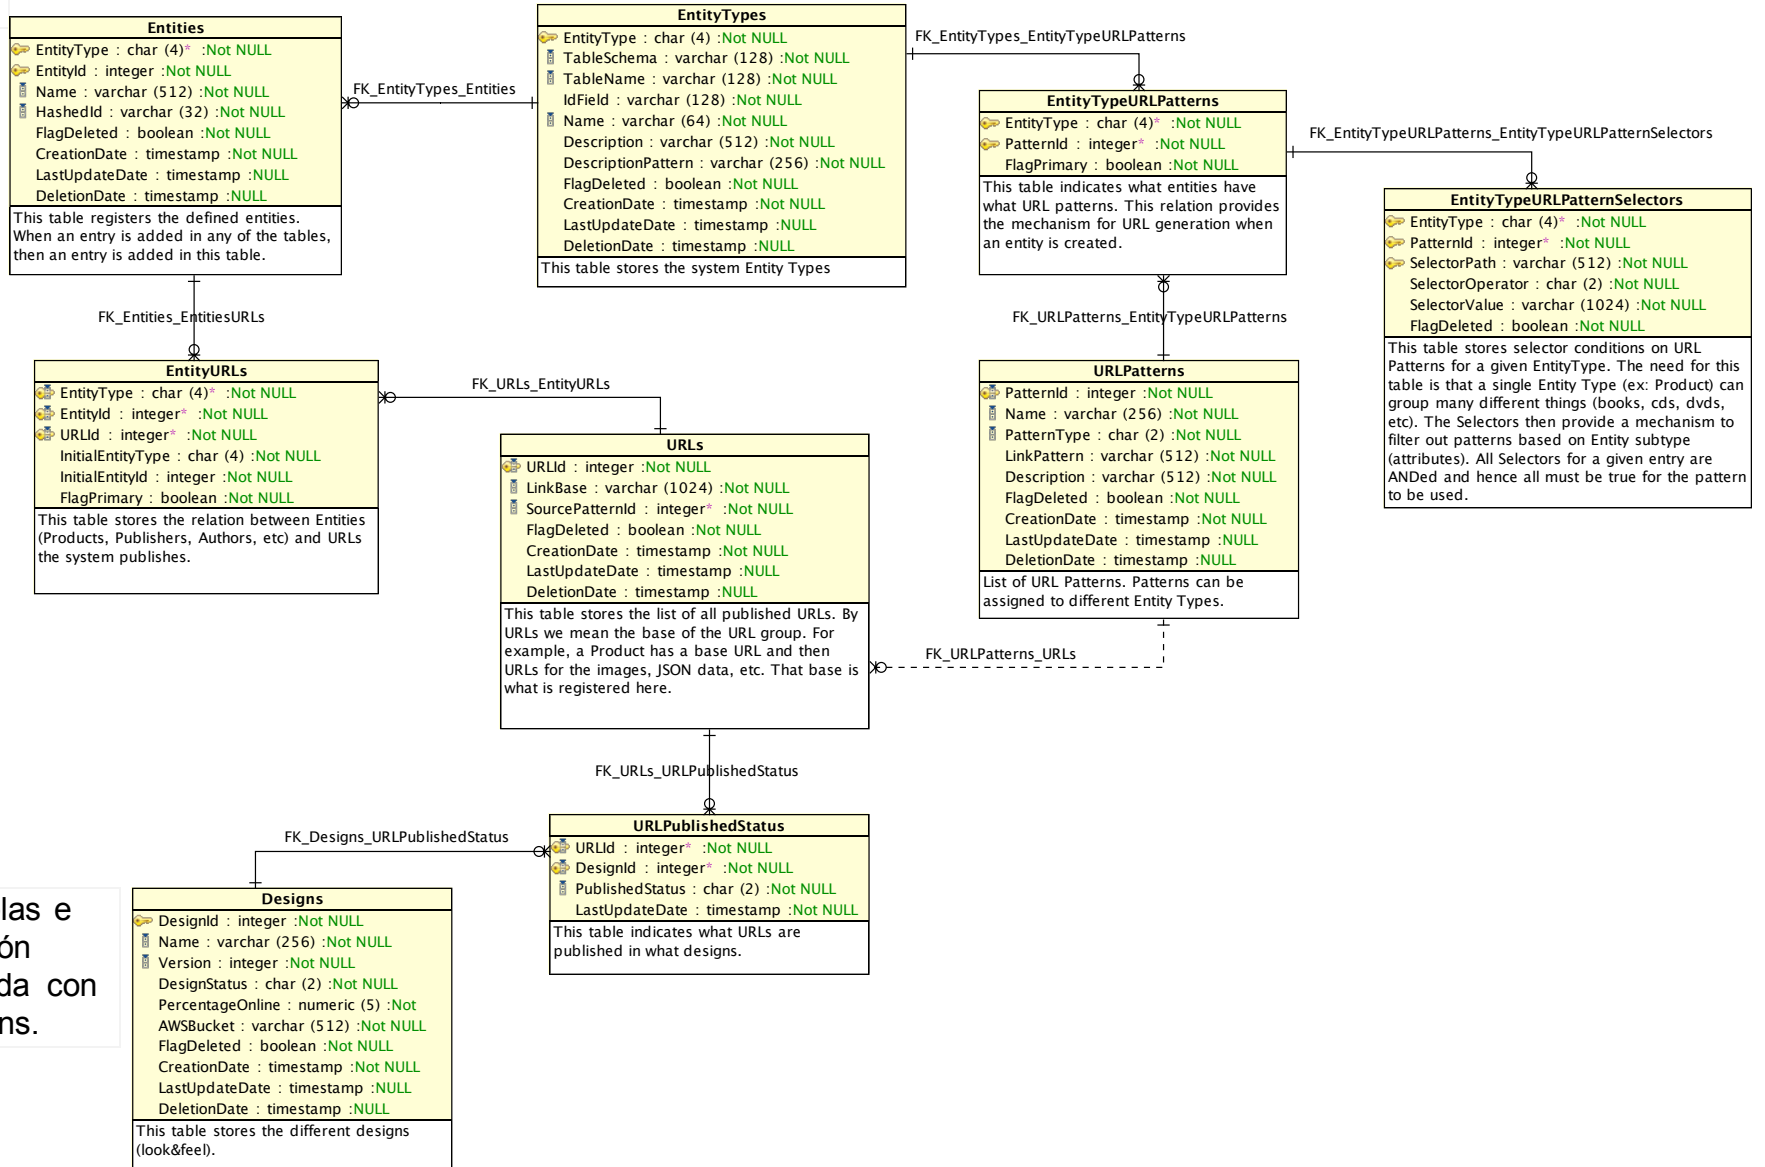 Entities
EntityType : char (4)* :Not NULL
EntityId : integer :Not NULL
Name : varchar (512) :Not NULL
HashedId : varchar (32) :Not NULL
FlagDeleted : boolean :Not NULL
CreationDate : timestamp :Not NULL
LastUpdateDate : timestamp :NULL
DeletionDate : timestamp :NULL
This table registers the defined entities.
When an entry is added in any of the tables,
then an entry is added in this table.
FK_EntityTypes_Entities
EntityTypes
EntityType : char (4) :Not NULL
TableSchema : varchar (128) :Not NULL
TableName : varchar (128) :Not NULL
IdField : varchar (128) :Not NULL
Name : varchar (64) :Not NULL
Description : varchar (512) :Not NULL
DescriptionPattern : varchar (256) :Not NULL
FlagDeleted : boolean :Not NULL
CreationDate : timestamp :Not NULL
LastUpdateDate : timestamp :NULL
DeletionDate : timestamp :NULL
This table stores the system Entity Types
FK_EntityTypes_EntityTypeURLPatterns
EntityTypeURLPatterns
EntityType : char (4)* :Not NULL
PatternId : integer* :Not NULL
FlagPrimary : boolean :Not NULL
This table indicates what entities have
what URL patterns. This relation provides
the mechanism for URL generation when
an entity is created.
FK_EntityTypeURLPatterns_EntityTypeURLPatternSelectors
EntityTypeURLPatternSelectors
EntityType : char (4)* :Not NULL
PatternId : integer* :Not NULL
SelectorPath : varchar (512) :Not NULL
SelectorOperator : char (2) :Not NULL
SelectorValue : varchar (1024) :Not NULL
FlagDeleted : boolean :Not NULL
This table stores selector conditions on URL
Patterns for a given EntityType. The need for this
table is that a single Entity Type (ex: Product) can
group many different things (books, cds, dvds,
etc). The Selectors then provide a mechanism to
filter out patterns based on Entity subtype
(attributes). All Selectors for a given entry are
ANDed and hence all must be true for the pattern
to be used.
FK_Entities_EntitiesURLs
FK_URLPatterns_EntityTypeURLPatterns
EntityURLs
EntityType : char (4)* :Not NULL
EntityId : integer* :Not NULL
URLId : integer* :Not NULL
InitialEntityType : char (4) :Not NULL
InitialEntityId : integer :Not NULL
FlagPrimary : boolean :Not NULL
This table stores the relation between Entities
(Products, Publishers, Authors, etc) and URLs
the system publishes.
FK_URLs_EntityURLs
URLs
URLId : integer :Not NULL
LinkBase : varchar (1024) :Not NULL
SourcePatternId : integer* :Not NULL
FlagDeleted : boolean :Not NULL
CreationDate : timestamp :Not NULL
LastUpdateDate : timestamp :NULL
DeletionDate : timestamp :NULL
This table stores the list of all published URLs. By
URLs we mean the base of the URL group. For
example, a Product has a base URL and then
URLs for the images, JSON data, etc. That base is
what is registered here.
URLPatterns
PatternId : integer :Not NULL
Name : varchar (256) :Not NULL
PatternType : char (2) :Not NULL
LinkPattern : varchar (512) :Not NULL
Description : varchar (512) :Not NULL
FlagDeleted : boolean :Not NULL
CreationDate : timestamp :Not NULL
LastUpdateDate : timestamp :NULL
DeletionDate : timestamp :NULL
List of URL Patterns. Patterns can be
assigned to different Entity Types.
FK_URLPatterns_URLs
FK_URLs_URLPublishedStatus
URLPublishedStatus
URLId : integer* :Not NULL
DesignId : integer* :Not NULL
PublishedStatus : char (2) :Not NULL
LastUpdateDate : timestamp :Not NULL
This table indicates what URLs are
published in what designs.
FK_Designs_URLPublishedStatus
Designs
DesignId : integer :Not NULL
Name : varchar (256) :Not NULL
Version : integer :Not NULL
DesignStatus : char (2) :Not NULL
PercentageOnline : numeric (5) :Not
AWSBucket : varchar (512) :Not NULL
FlagDeleted : boolean :Not NULL
CreationDate : timestamp :Not NULL
LastUpdateDate : timestamp :NULL
DeletionDate : timestamp :NULL
This table stores the different designs
(look&feel).
las e
ón
da con
ns.